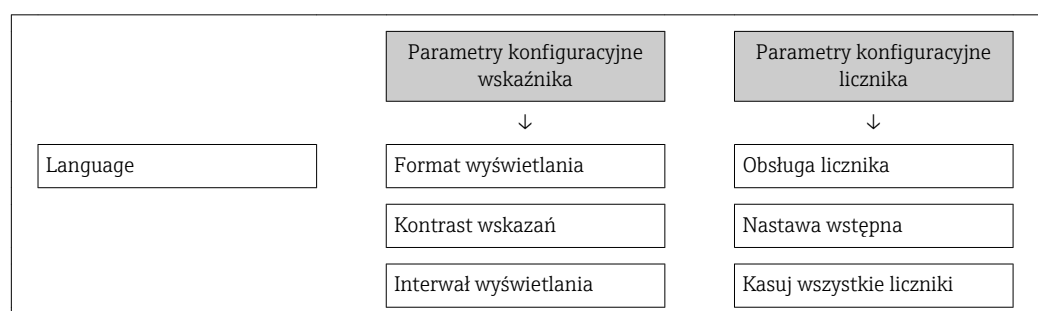 Parametry konfiguracyjne
wskaźnika
Parametry konfiguracyjne
licznika
↓
↓
Language
Format wyświetlania
Obsługa licznika
Kontrast wskazań
Nastawa wstępna
Interwał wyświetlania
Kasuj wszystkie liczniki